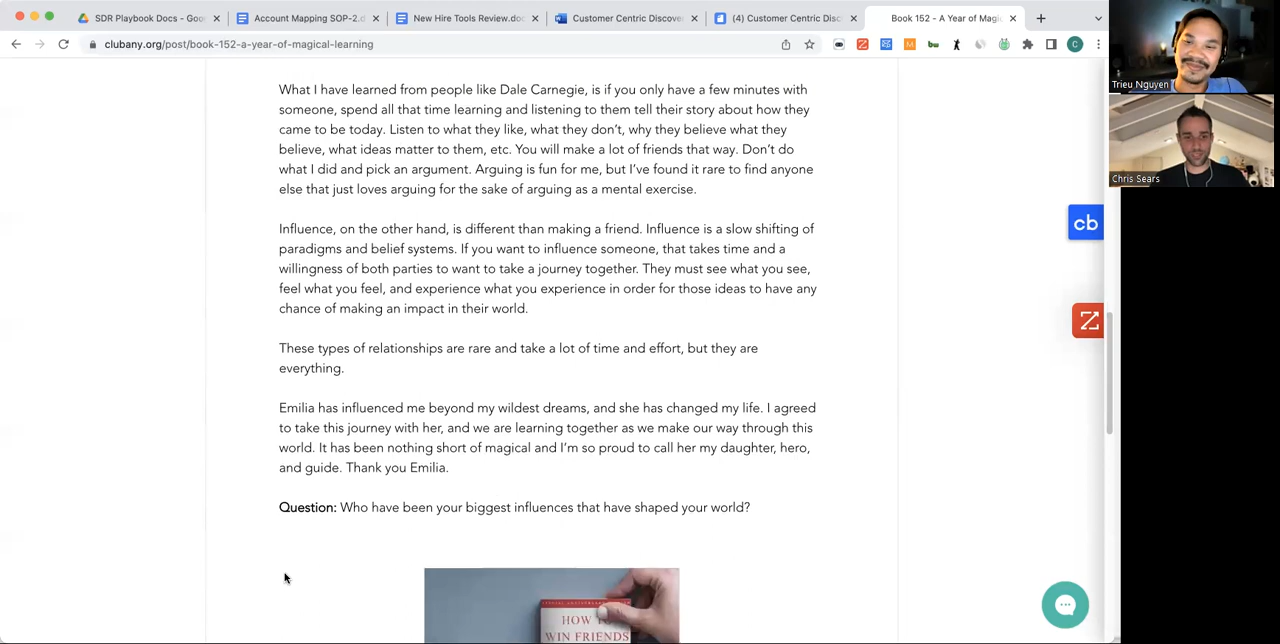 SDR Playbook Docs - Goo
Account Mapping SOP-2.d
New Hire Tools Review.doc
Customer Centric Discove
(4) Customer Centric Disc
Book 152 - A Year of Magi
clubany.org/post/book-152-a-year-of-magical-learning
What I have learned from people like Dale Carnegie, is if you only have a few minutes with
someone, spend all that time learning and listening to them tell their story about how they
came to be today. Listen to what they like, what they don't, why they believe what they
believe, what ideas matter to them, etc. You will make a lot of friends that way. Don't do
what I did and pick an argument. Arguing is fun for me, but I've found it rare to find anyone
else that just loves arguing for the sake of arguing as a mental exercise.
Influence, on the other hand, is different than making a friend. Influence is a slow shifting of
paradigms and belief systems. If you want to influence someone, that takes time and a
willingness of both parties to want to take a journey together. They must see what you see,
feel what you feel, and experience what you experience in order for those ideas to have any
chance of making an impact in their world.
These types of relationships are rare and take a lot of time and effort, but they are
everything.
Emilia has influenced me beyond my wildest dreams, and she has changed my life. I agreed
to take this journey with her, and we are learning together as we make our way through this
world. It has been nothing short of magical and I'm so proud to call her my daughter, hero,
and guide. Thank you Emilia.
Question: Who have been your biggest influences that have shaped your world?
HOW TO
WIN FRIENDS
Trieu Nguyen
Chris Sears
cb
C